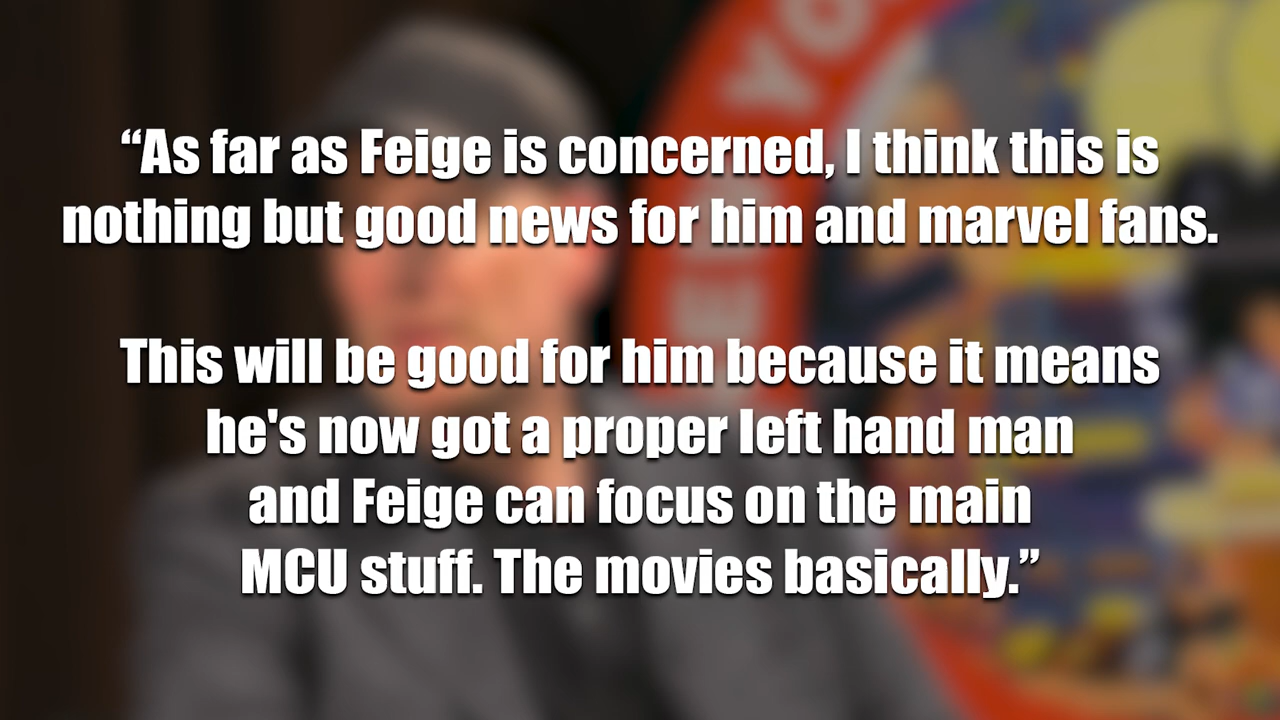 “As far as Feige is concerned, I think this is
nothing but good news for him and marvel fans.
This will be good for him because it means
he's now got a proper left hand man
and Feige can focus on the main
MCU stuff. The movies basically.”